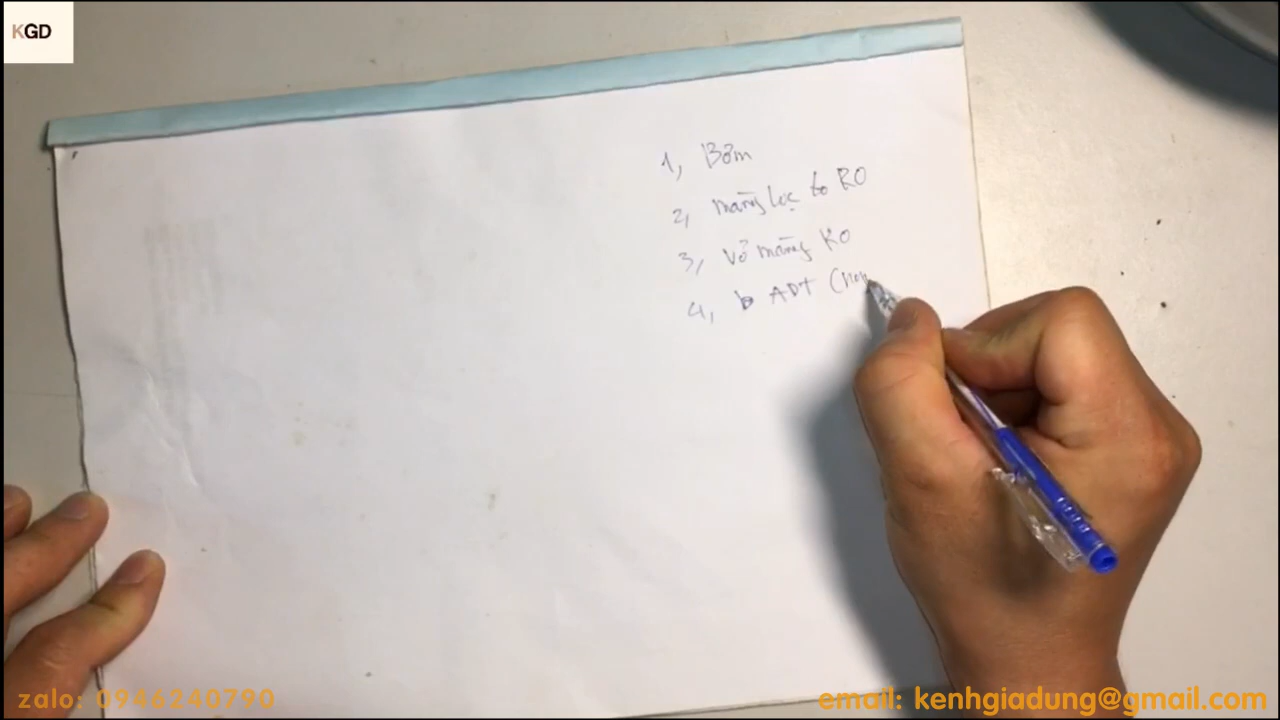 KGD
1, Bơm
2, màng lọc to RO
3, Vỏ màng RO
4, ADT
zalo: 0946240790
email: kenhgiadung@gmail.com